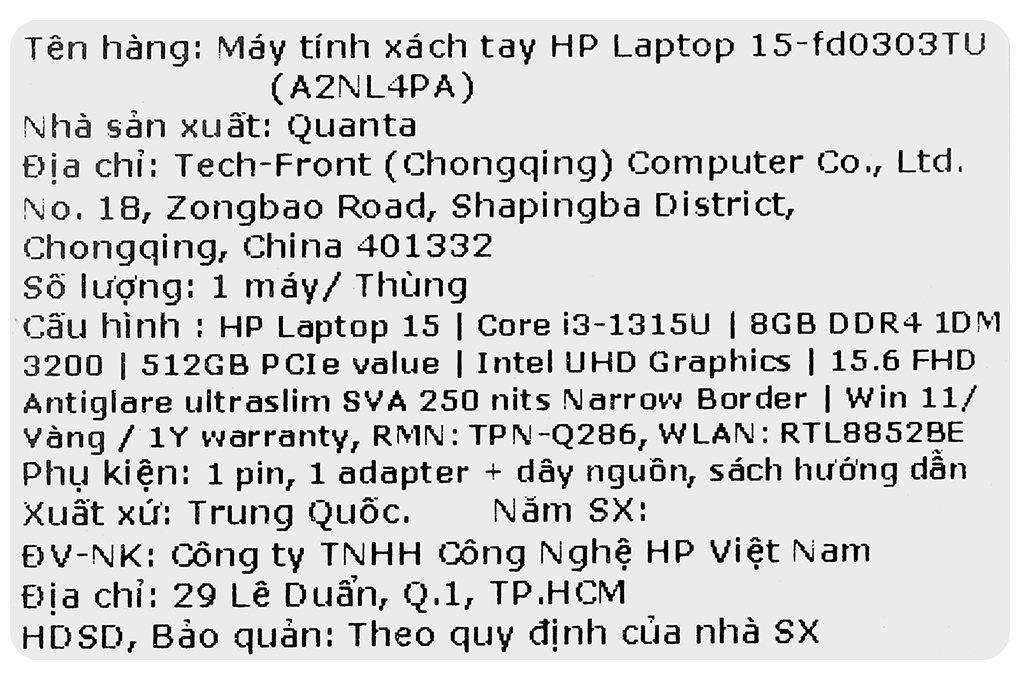 Tên hàng: Máy tính xách tay HP Laptop 15-fd0303TU
(A2NL4PA)
Nhà sản xuất: Quanta
Địa chỉ: Tech-Front (Chongqing) Computer Co., Ltd.
No. 18, Zongbao Road, Shapingba District,
Chongqing, China 401332
Số lượng: 1 máy/ Thùng
Cấu hình : HP Laptop 15 | Core i3-1315U | 8GB DDR4 1DM
3200 | 512GB PCIe value | Intel UHD Graphics | 15.6 FHD
Antiglare ultraslim SVA 250 nits Narrow Border | Win 11/
Vàng / 1Y warranty, RMN: TPN-Q286, WLAN: RTL8852BE
Phụ kiện: 1 pin, 1 adapter + dây nguồn, sách hướng dẫn
Xuất xứ: Trung Quốc. Năm SX:
ĐV-NK: Công ty TNHH Công Nghệ HP Việt Nam
Địa chỉ: 29 Lê Duẩn, Q.1, TP.HCM
HDSD, Bảo quản: Theo quy định của nhà SX